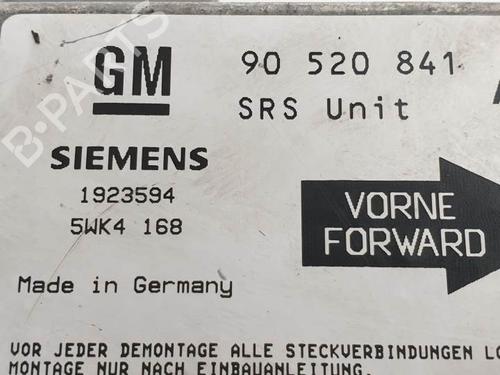 GM 90 520 841
SRS Unit
SIEMENS
1923594
5WK4 168
VORNE
FORWARD
Made in Germany
VOR JEDER DEMONTAGE ALLE STECKVERBINDUNGEN
MONTAGE NUR NACH EINBAUANLEITUNG.
B-PARTS